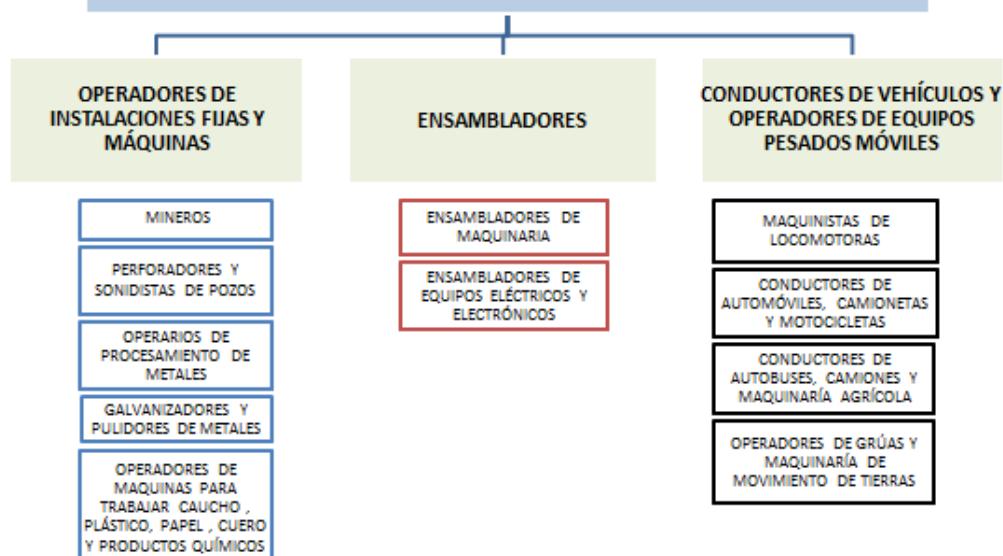 OPERADORES DE
INSTALACIONES FIJAS Y
MÁQUINAS
MINEROS
PERFORADORES Y
SONIDISTAS DE POZOS
OPERARIOS DE
PROCESAMIENTO DE
METALES
GALVANIZADORES Y
PULIDORES DE METALES
OPERADORES DE
MAQUINAS PARA
TRABAJAR CAUCHO ,
PLÁSTICO, PAPEL , CUERO
Y PRODUCTOS QUÍMICOS
ENSAMBLADORES
ENSAMBLADORES DE
MAQUINARIA
ENSAMBLADORES DE
EQUIPOS ELÉCTRICOS Y
ELECTRÓNICOS
CONDUCTORES DE VEHÍCULOS Y
OPERADORES DE EQUIPOS
PESADOS MÓVILES
MAQUINISTAS DE
LOCOMOTORAS
CONDUCTORES DE
AUTOMÓVILES, CAMIONETAS
Y MOTOCICLETAS
CONDUCTORES DE
AUTOBUSES, CAMIONES Y
MAQUINARÍA AGRÍCOLA
OPERADORES DE GRÚAS Y
MAQUINARÍA DE
MOVIMIENTO DE TIERRAS